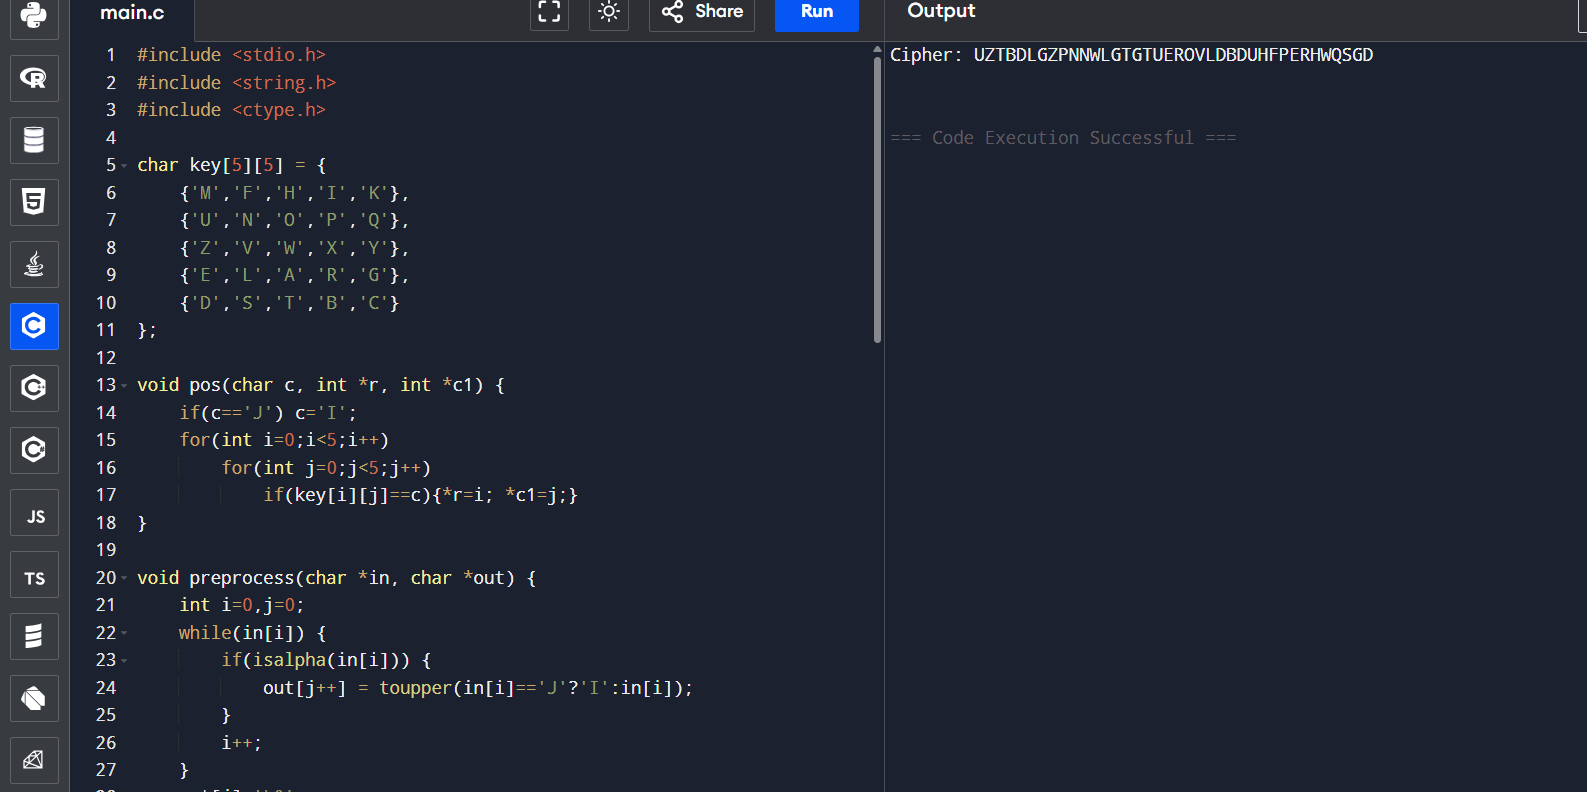 main.c
Share
Run
Output
1 #include <stdio.h>
2 #include <string.h>
3 #include <ctype.h>
4
5 char key[5][5] = {
6 {'M','F','H','I','K'},
7 {'U','N','O','P','Q'},
8 {'Z','V','W','X','Y'},
9 {'E','L','A','R','G'},
10 {'D','S','T','B','C'}
11 };
12
13 void pos(char c, int *r, int *c1) {
14 if(c=='J') c='I';
15 for(int i=0;i<5;i++)
16 for(int j=0;j<5;j++)
17 if(key[i][j]==c){*r=i; *c1=j;}
18 }
19
20 void preprocess(char *in, char *out) {
21 int i=0,j=0;
22 while(in[i]) {
23 if(isalpha(in[i])) {
24 out[j++] = toupper(in[i]=='J'?'I':in[i]);
25 }
26 i++;
27 }
Cipher: UZTBDLGZPNNWLGTGTUEROVLDBDUHFPERHWQSGD
=== Code Execution Successful ===
R
5
C
C
C
JS
TS